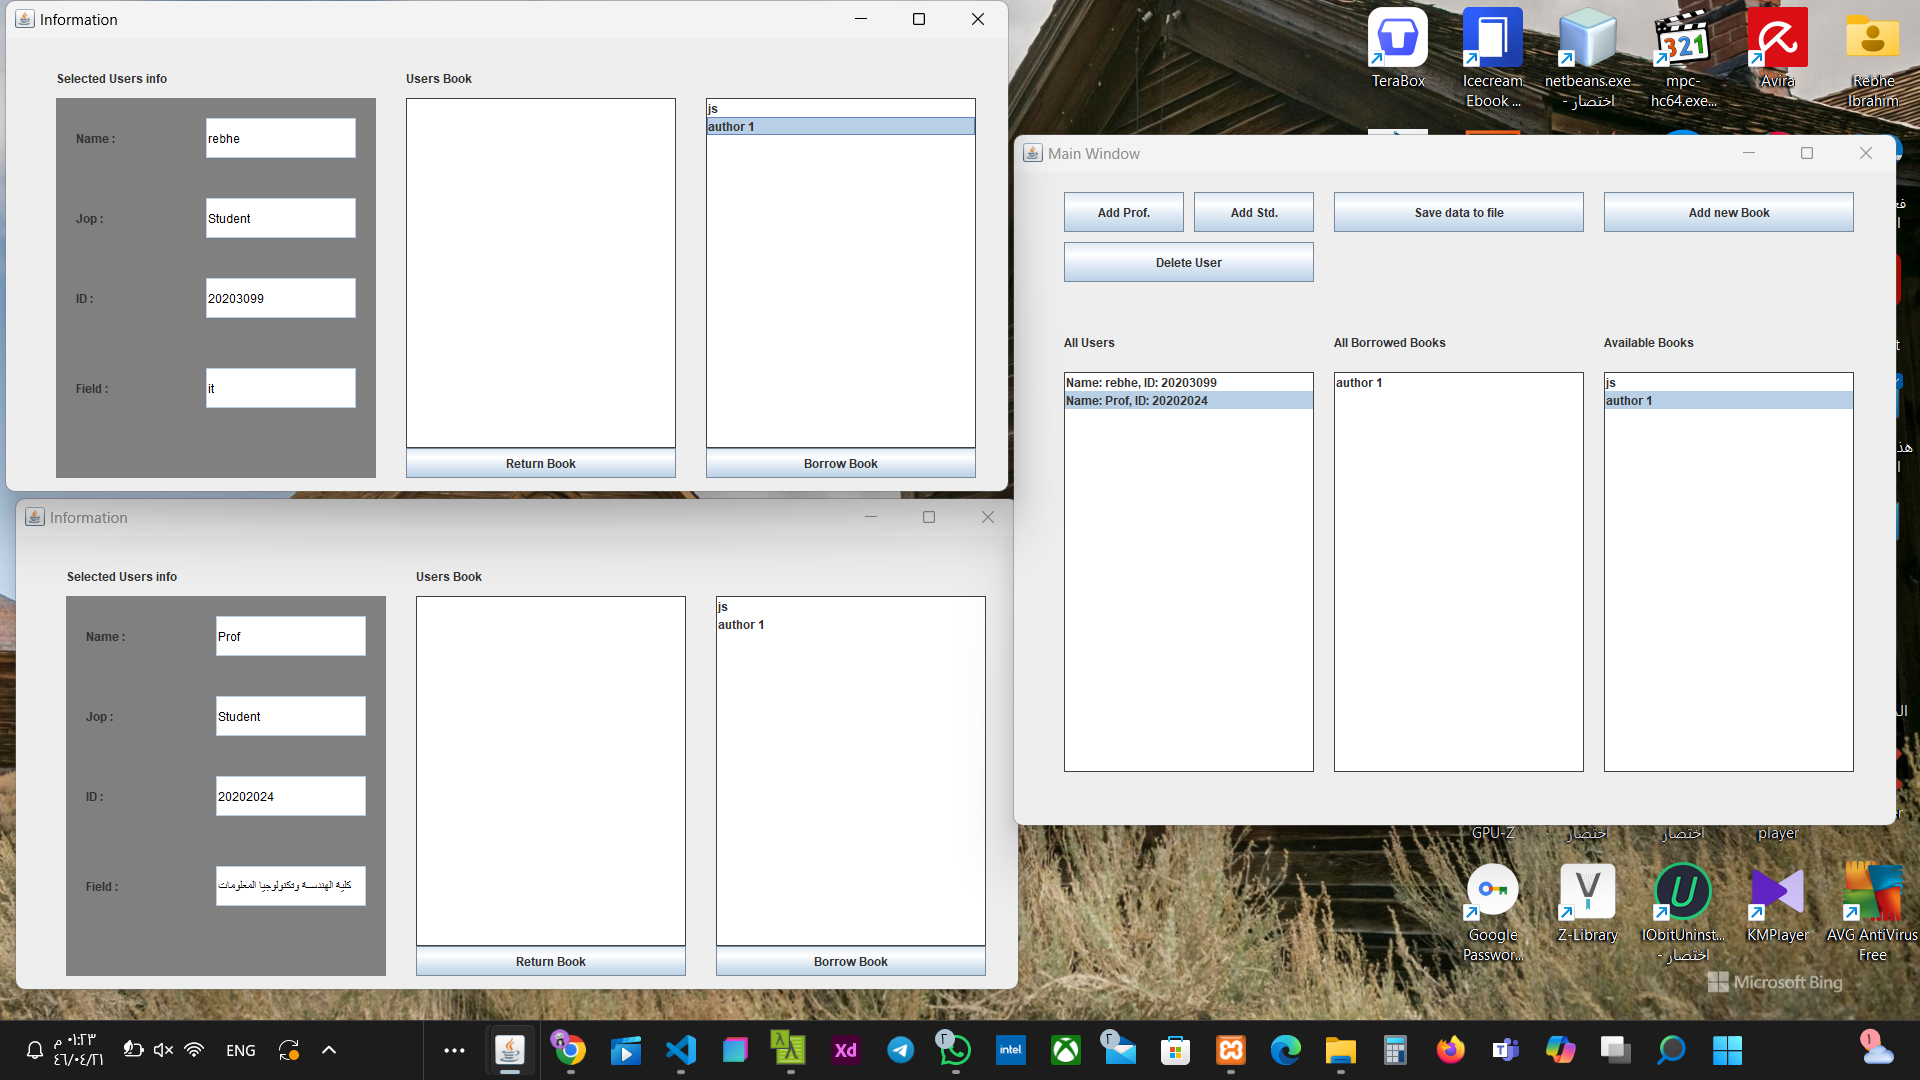 Information
Selected Users info
Users Book
Name :
rebhe
Jop :
Student
ID :
20203099
Field :
it
js
author 1
Return Book
Borrow Book
Information
Selected Users info
Users Book
Name :
Prof
Jop :
Student
ID :
20202024
Field :
كلية الهندسة وتكنولوجيا المعلومات
js
author 1
Return Book
Borrow Book
TeraBox
Icecream
Ebook ...
netbeans.exe
- اختصار
mpc-
hc64.exe...
Avira
Rebhe
Ibrahim
Main Window
Add Prof.
Add Std.
Save data to file
Add new Book
Delete User
All Users
All Borrowed Books
Available Books
Name: rebhe, ID: 20203099
Name: Prof, ID: 20202024
author 1
js
author 1
هذ
GPU-Z
اختصار
اختصار
player
Google
Passwor...
Z-Library
IObitUninst...
- اختصار
KMPlayer
AVG AntiVirus
Free
Microsoft Bing
٠١:٢٣ م
٤٦/٠٤/٢١
ENG
Xd
intel